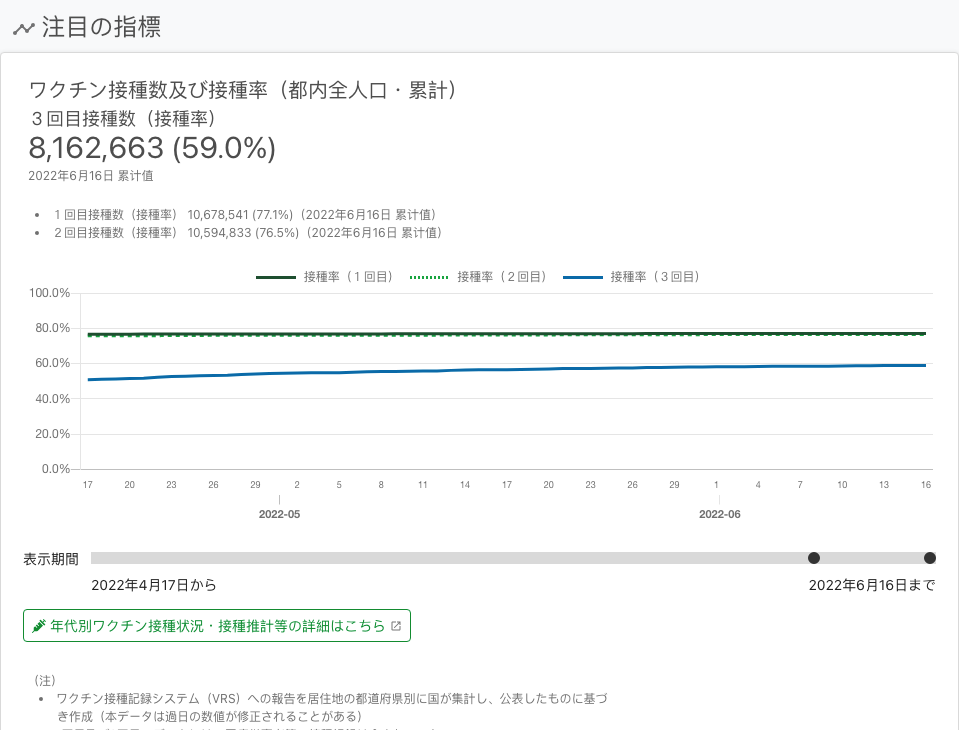 注目の指標
ワクチン接種数及び接種率（都内全人口・累計）
３回目接種数（接種率）
8,162,663 (59.0%)
2022年6月16日 累计值
１回目接種数（接種率） 10,678,541 (77.1%)（2022年6月16日 累计值）
２回目接種数（接種率） 10,594,833 (76.5%)（2022年6月16日 累计值）
接種率（１回目） 接種率（２回目） 接種率（３回目）
100.0%
80.0%
60.0%
40.0%
20.0%
0.0%
17 20 23 26 29 2 5 8 11 14 17 20 23 26 29 1 4 7 10 13 16
2022-05 2022-06
表示期間
2022年4月17日から 2022年6月16日まで
年代別ワクチン接種状況・接種推計等の詳細はこちら
（注）
ワクチン接種記録システム（VRS）への報告を居住地の都道府県別に国が集計し、公表したものに基づ
き作成（本データは過日の数値が修正されることがある）